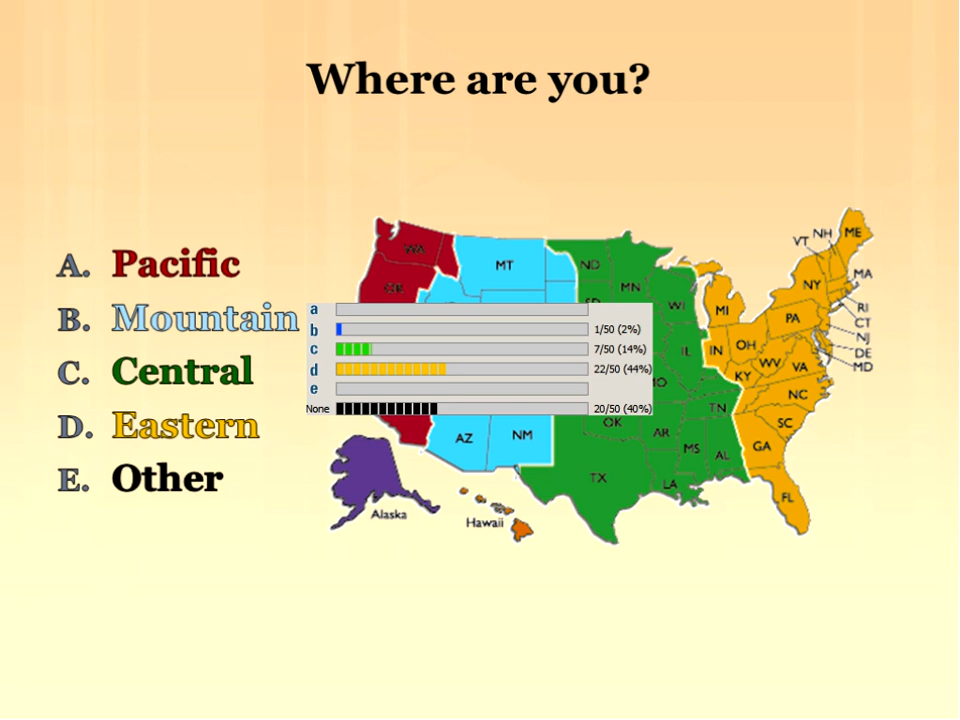 Where are you?
A. Pacific
B. Mountain
C. Central
D. Eastern
E. Other
WA
OR
MT
ND
MN
SD
WI
MI
IL
IN
OH
PA
NY
VT
NH
ME
MA
RI
CT
NJ
DE
MD
WV
VA
KY
NC
TN
SC
GA
FL
AL
MS
AR
LA
OK
TX
NM
AZ
MO
Alaska
Hawaii
a
b 1/50 (2%)
c 7/50 (14%)
d 22/50 (44%)
e
None 20/50 (40%)